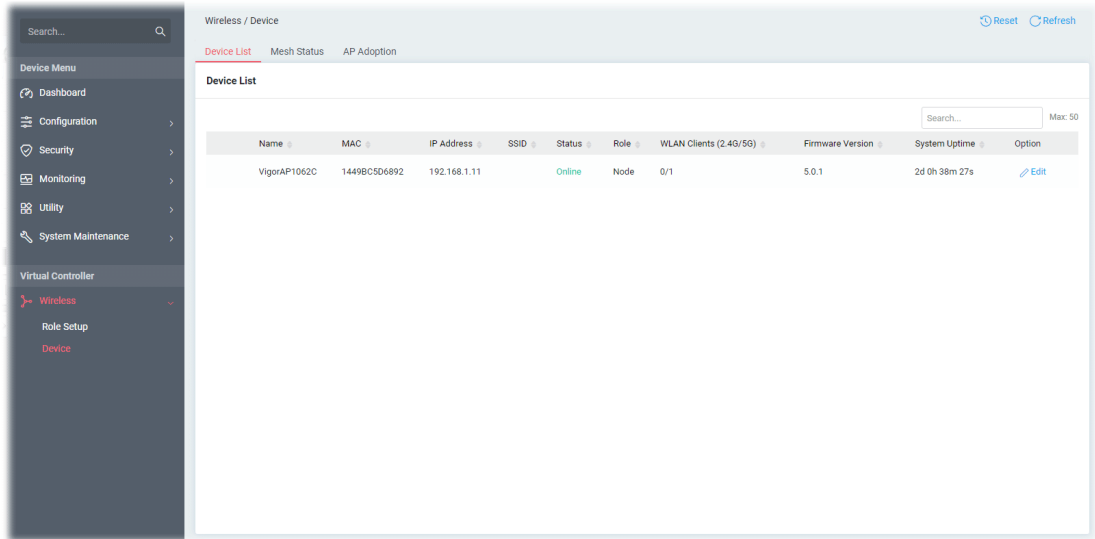 Search...
Device Menu
Dashboard
Configuration
Security
Monitoring
Utility
System Maintenance
Virtual Controller
Wireless
Role Setup
Device
Wireless / Device
Reset Refresh
Device List Mesh Status AP Adoption
Device List
Search... Max: 50
Name MAC IP Address SSID Status Role WLAN Clients (2.4G/5G) Firmware Version System Uptime Option
VigorAP1062C 1449BC5D6892 192.168.1.11 Online Node 0/1 5.0.1 2d 0h 38m 27s Edit